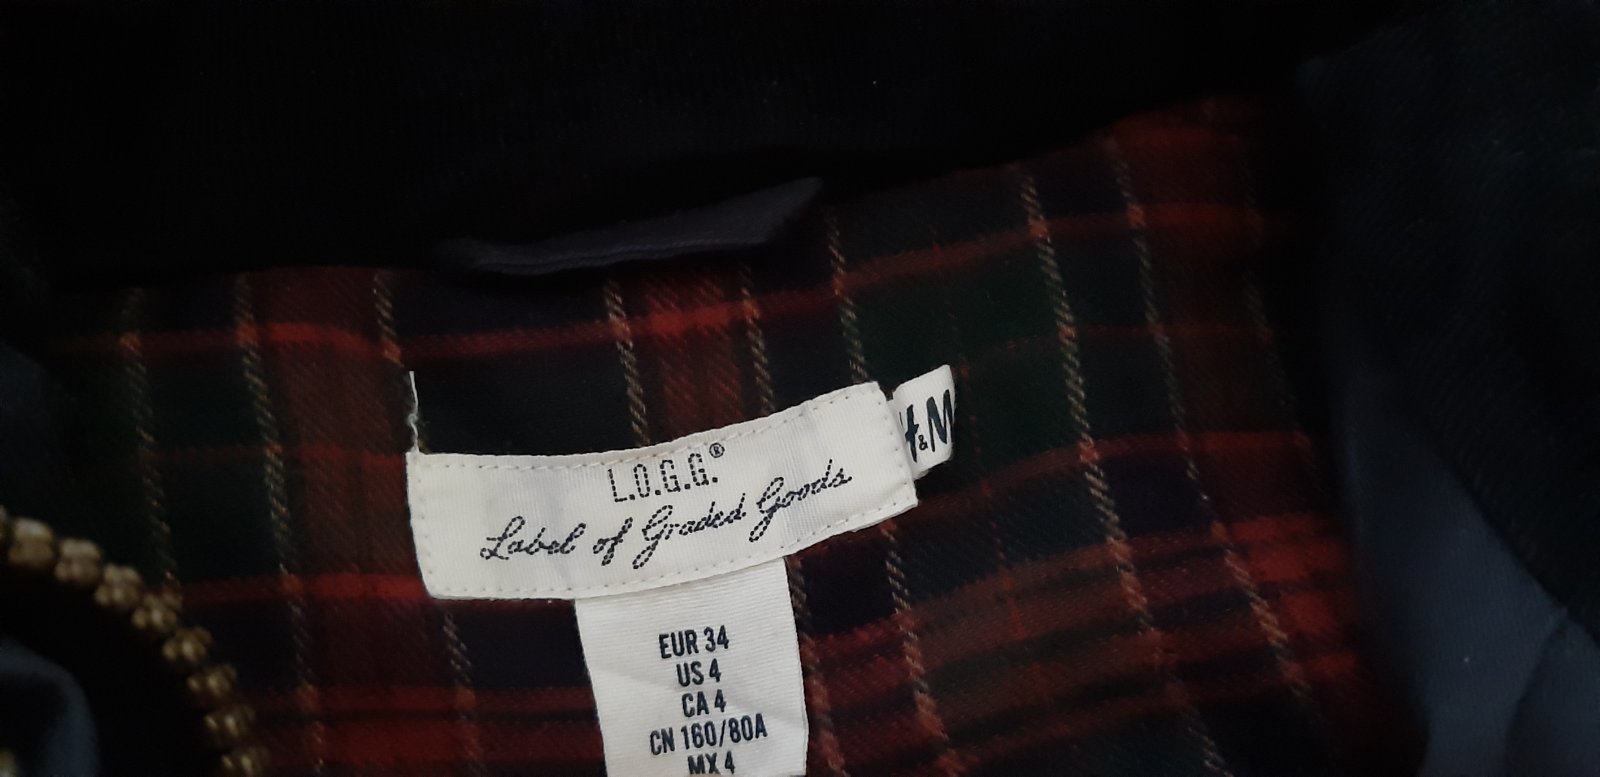 L.O.G.G.®
Label of Graded Goods
H&M
EUR 34
US 4
CA 4
CN 160/80A
MX 4